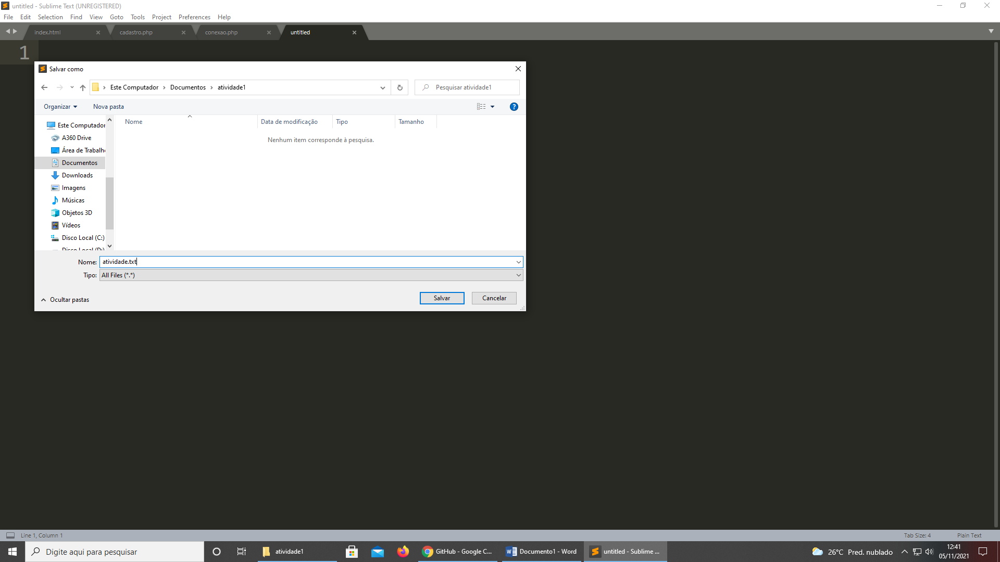 untitled - Sublime Text (UNREGISTERED)
File Edit Selection Find View Goto Tools Project Preferences Help
index.html cadastro.php conexao.php untitled
1
Salvar como
Este Computador Documentos atividade1
Pesquisar atividade1
Organizar Nova pasta
Nome Data de modificação Tipo Tamanho
Nenhum item corresponde à pesquisa.
Este Computador
A360 Drive
Área de Trabalho
Documentos
Downloads
Imagens
Músicas
Objetos 3D
Vídeos
Disco Local (C:)
Disco Local (D:)
Nome: atividade.txt
Tipo: All Files (*.*)
Ocultar pastas
Salvar Cancelar
Line 1, Column 1
Tab Size: 4 Plain Text
Digite aqui para pesquisar
atividade1
GitHub - Google C...
Documento1 - Word
untitled - Sublime ...
26°C Pred. nublado
12:41
05/11/2021